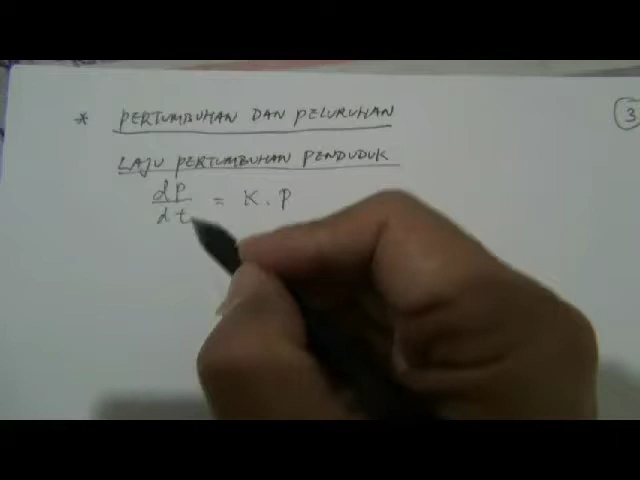 * PERTUMBUHAN DAN PELURUHAN
3
LAJU PERTUMBUHAN PENDUDUK
dP/dt = K . P